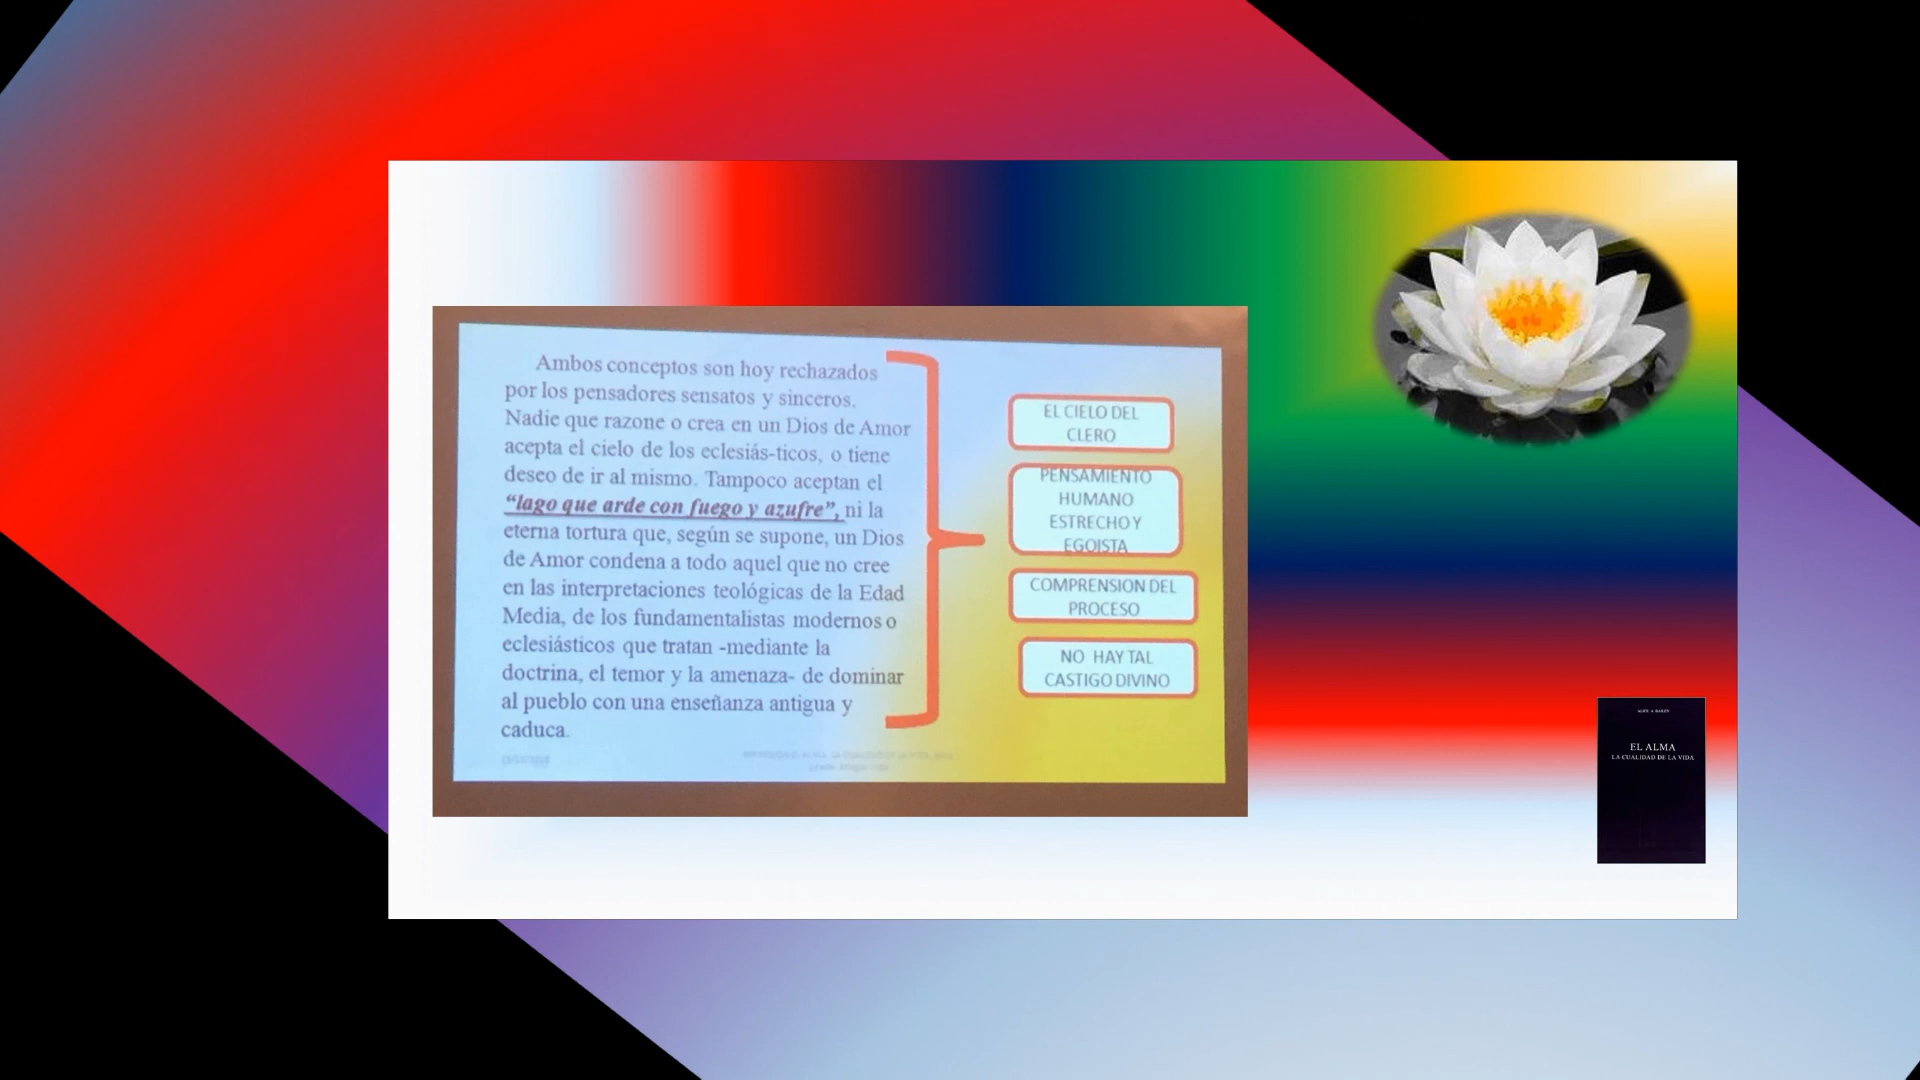 Ambos conceptos son hoy rechazados
por los pensadores sensatos y sinceros.
Nadie que razone o crea en un Dios de Amor
acepta el cielo de los eclesiás-ticos, o tiene
deseo de ir al mismo. Tampoco aceptan el
“lago que arde con fuego y azufre”, ni la
eterna tortura que, según se supone, un Dios
de Amor condena a todo aquel que no cree
en las interpretaciones teológicas de la Edad
Media, de los fundamentalistas modernos o
eclesiásticos que tratan -mediante la
doctrina, el temor y la amenaza- de dominar
al pueblo con una enseñanza antigua y
caduca.
EL CIELO DEL
CLERO
PENSAMIENTO
HUMANO
ESTRECHO Y
EGOISTA
COMPRENSION DEL
PROCESO
NO HAY TAL
CASTIGO DIVINO
ALICE A. BAILEY
EL ALMA
LA CUALIDAD DE LA VIDA